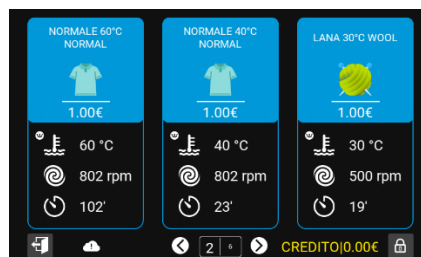 NORMALE 60°C
NORMAL
1.00€
60 °C
802 rpm
102'
NORMALE 40°C
NORMAL
1.00€
40 °C
802 rpm
23'
LANA 30°C WOOL
1.00€
30 °C
500 rpm
19'
2 6
CREDITO|0.00€